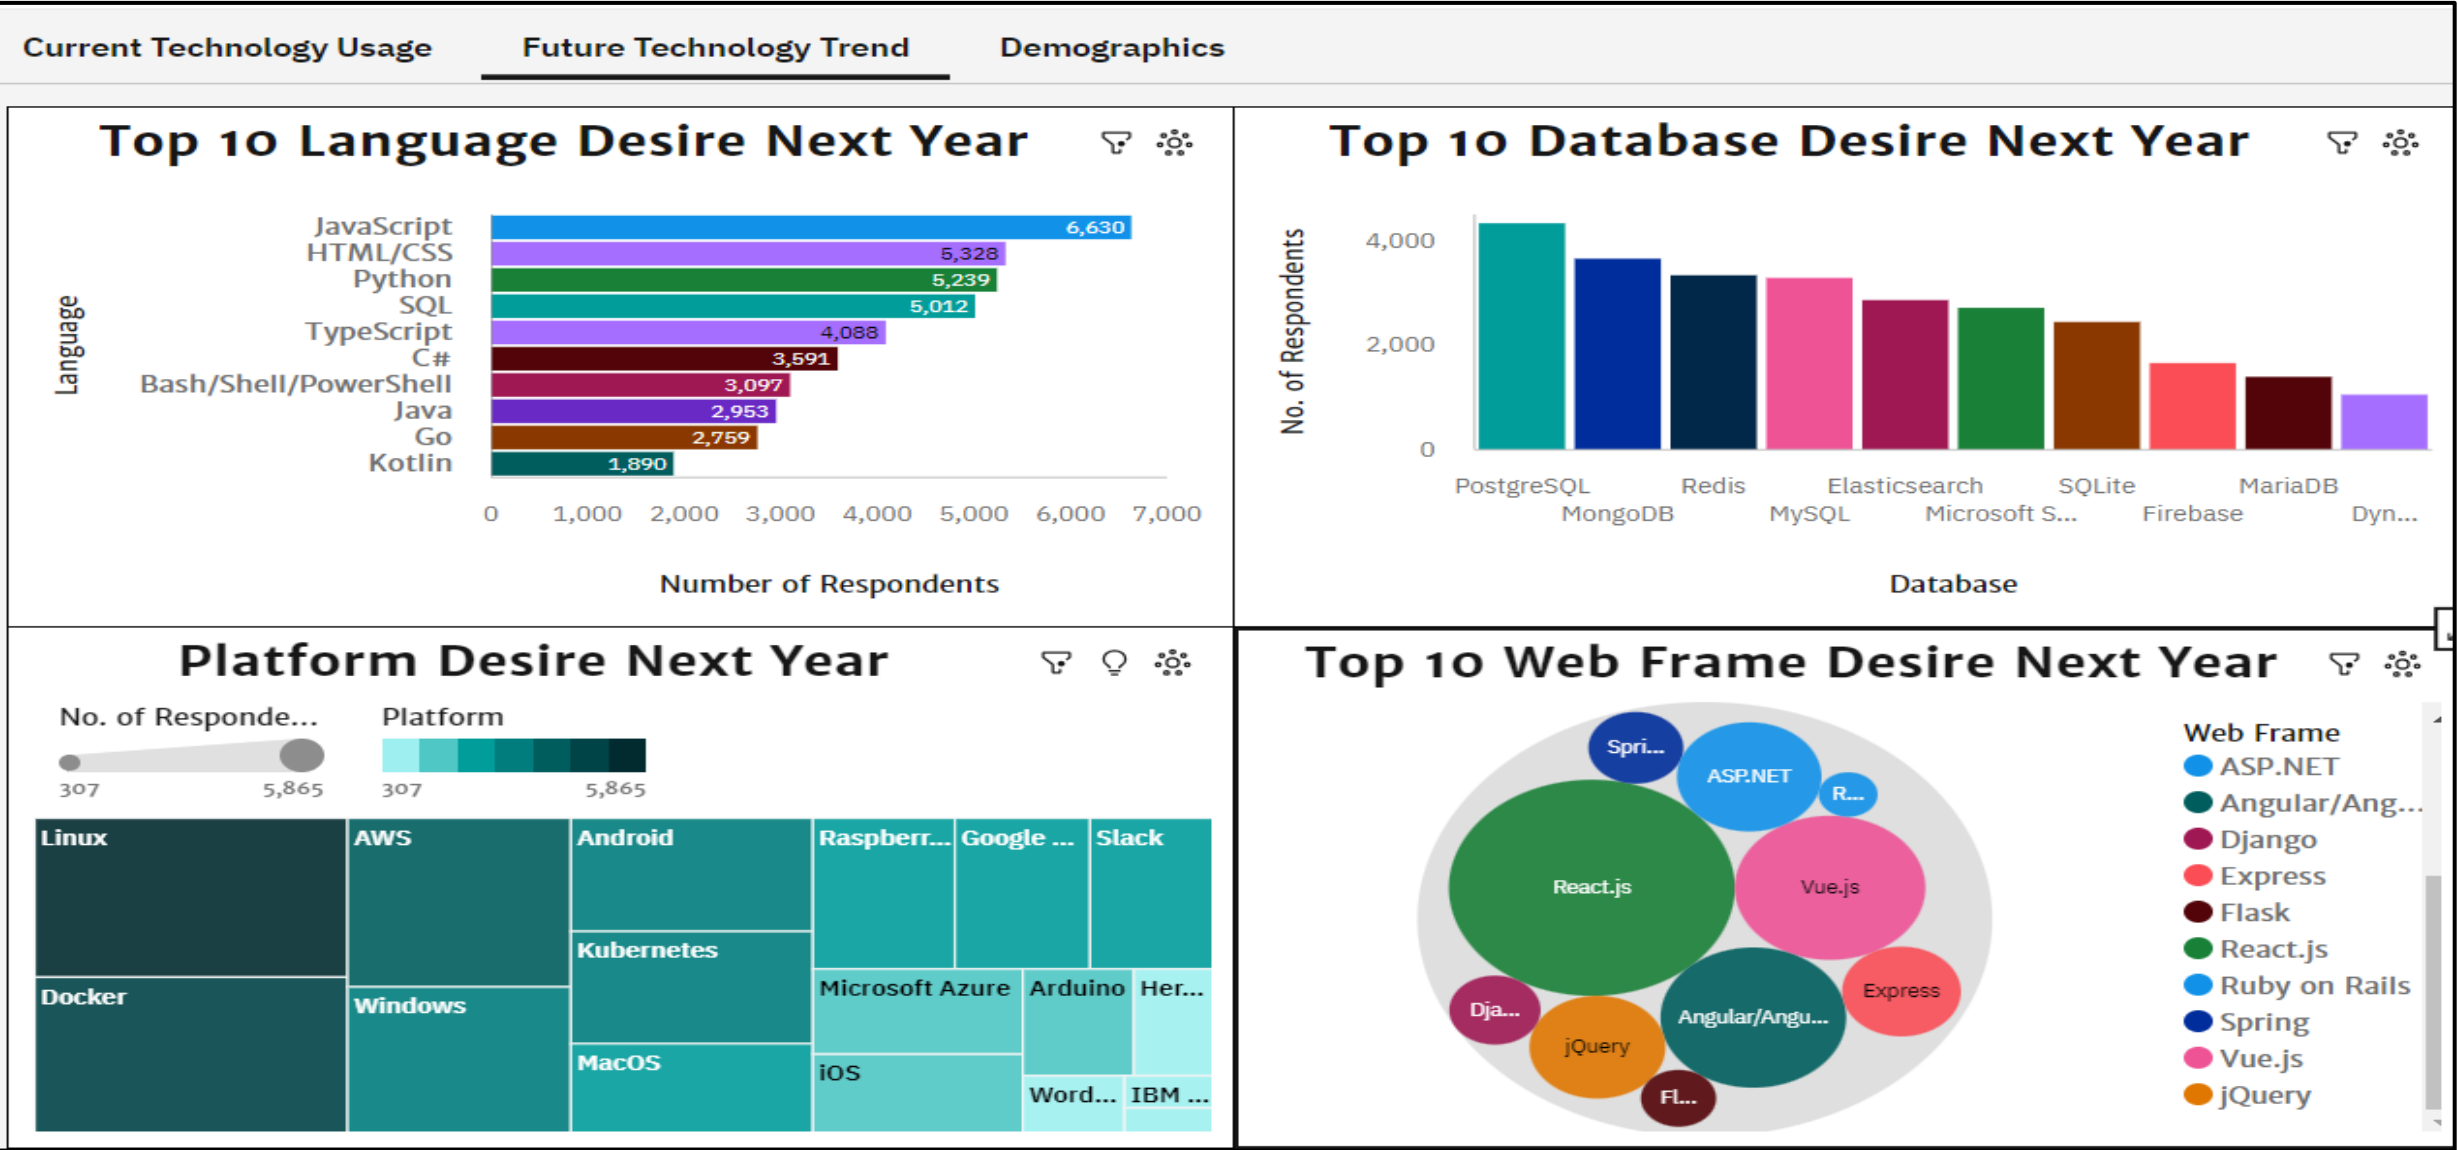 Current Technology Usage
Future Technology Trend
Demographics
Top 10 Language Desire Next Year
Language
JavaScript
HTML/CSS
Python
SQL
TypeScript
C#
Bash/Shell/PowerShell
Java
Go
Kotlin
6,630
5,328
5,239
5,012
4,088
3,591
3,097
2,953
2,759
1,890
0 1,000 2,000 3,000 4,000 5,000 6,000 7,000
Number of Respondents
Top 10 Database Desire Next Year
No. of Respondents
4,000
2,000
0
PostgreSQL Redis Elasticsearch SQLite MariaDB
MongoDB MySQL Microsoft S... Firebase Dyn...
Database
Platform Desire Next Year
No. of Responde...
307 5,865
Platform
307 5,865
Linux
Docker
AWS
Windows
Android
Kubernetes
MacOS
Raspberr...
Google ...
Slack
Microsoft Azure
iOS
Arduino
Her...
Word...
IBM ...
Top 10 Web Frame Desire Next Year
Spri...
ASP.NET
R...
React.js
Vue.js
Express
Dja...
jQuery
Angular/Angu...
Fl...
Web Frame
ASP.NET
Angular/Ang...
Django
Express
Flask
React.js
Ruby on Rails
Spring
Vue.js
jQuery